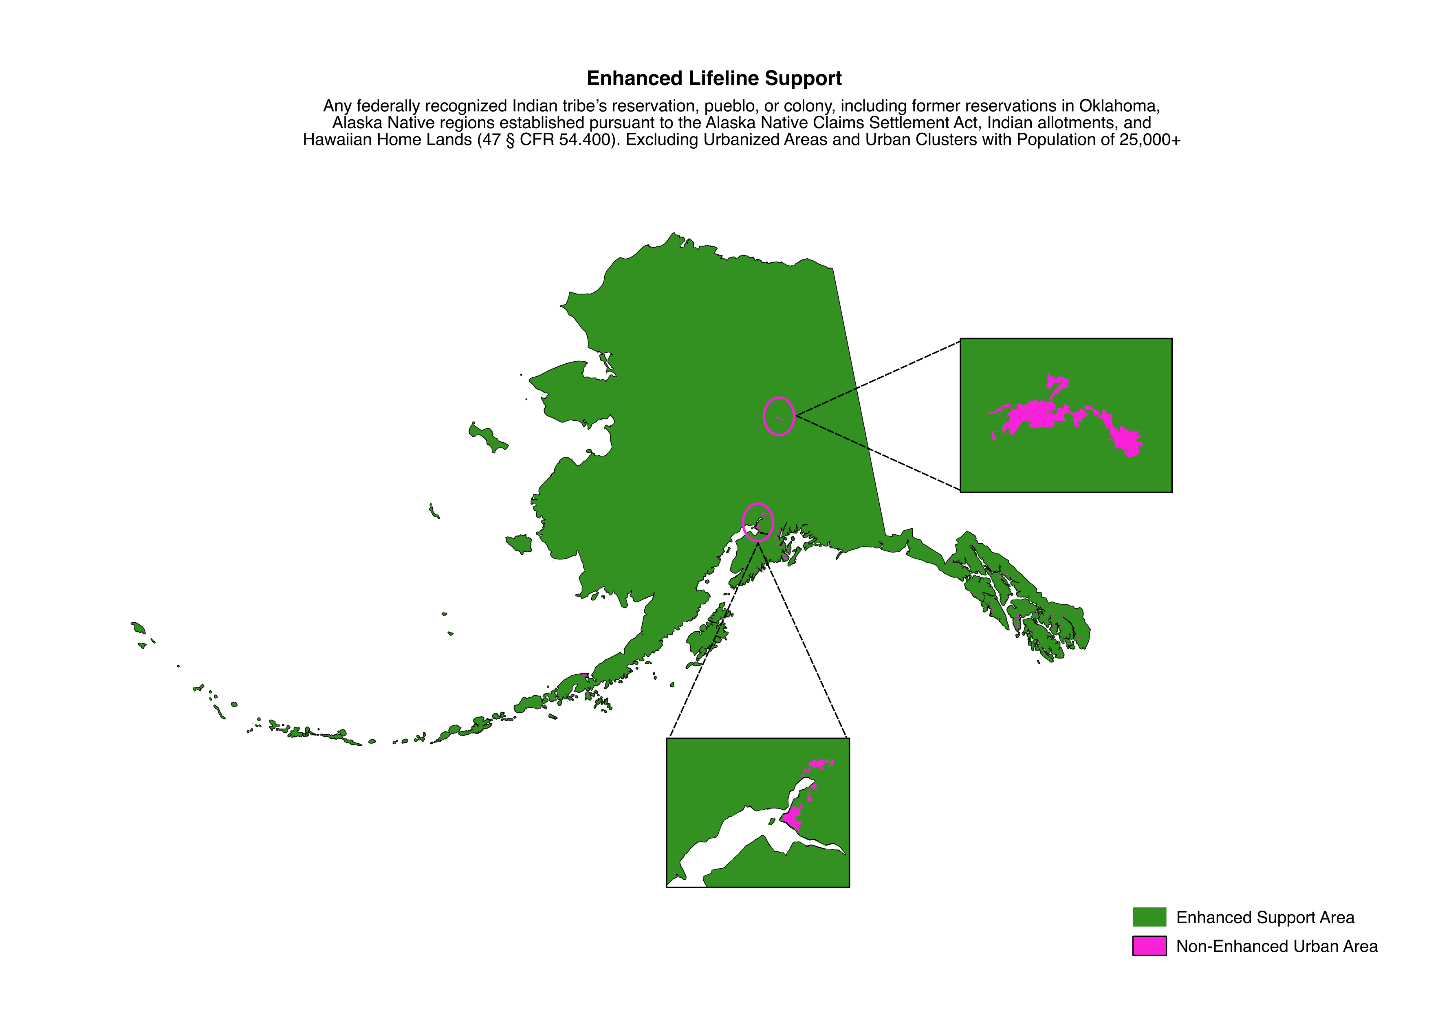 Enhanced Lifeline Support
Any federally recognized Indian tribe's reservation, pueblo, or colony, including former reservations in Oklahoma,
Alaska Native regions established pursuant to the Alaska Native Claims Settlement Act, Indian allotments, and
Hawaiian Home Lands (47 § CFR 54.400). Excluding Urbanized Areas and Urban Clusters with Population of 25,000+
Enhanced Support Area
Non-Enhanced Urban Area